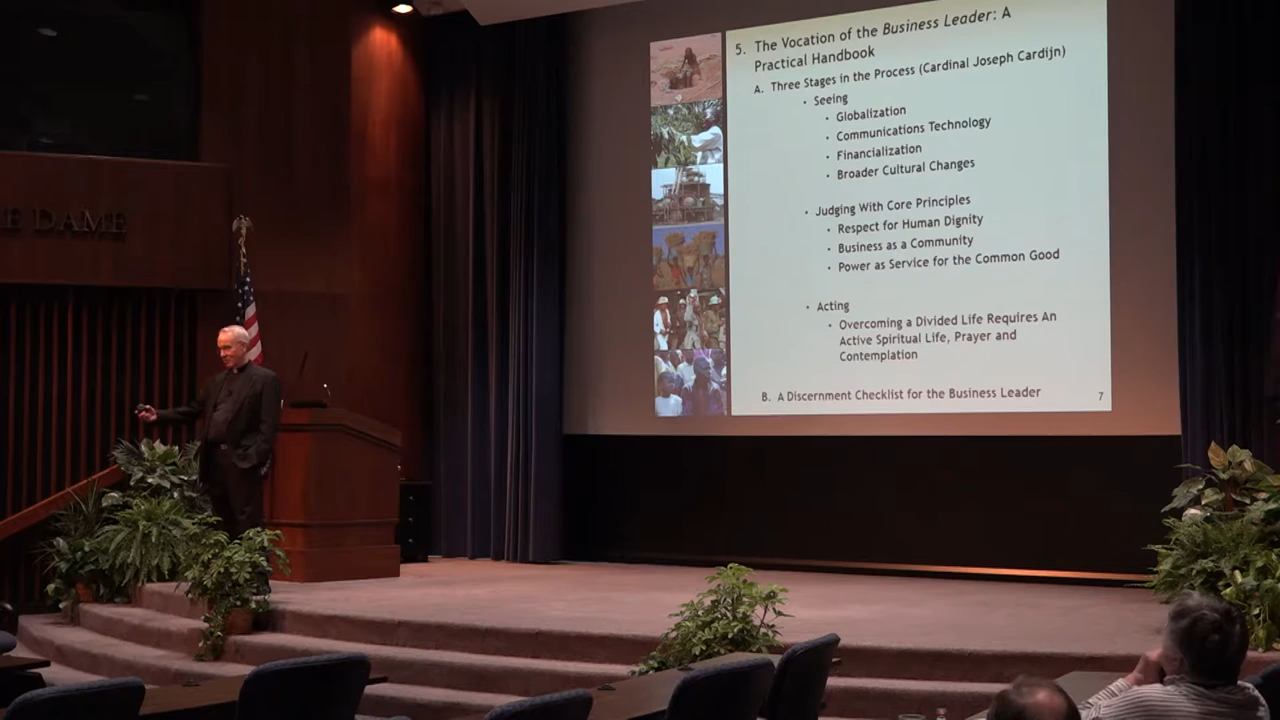 E DAME
5. The Vocation of the Business Leader: A
Practical Handbook
A. Three Stages in the Process (Cardinal Joseph Cardijn)
• Seeing
• Globalization
• Communications Technology
• Financialization
• Broader Cultural Changes
• Judging With Core Principles
• Respect for Human Dignity
• Business as a Community
• Power as Service for the Common Good
• Acting
• Overcoming a Divided Life Requires An
Active Spiritual Life, Prayer and
Contemplation
B. A Discernment Checklist for the Business Leader
7